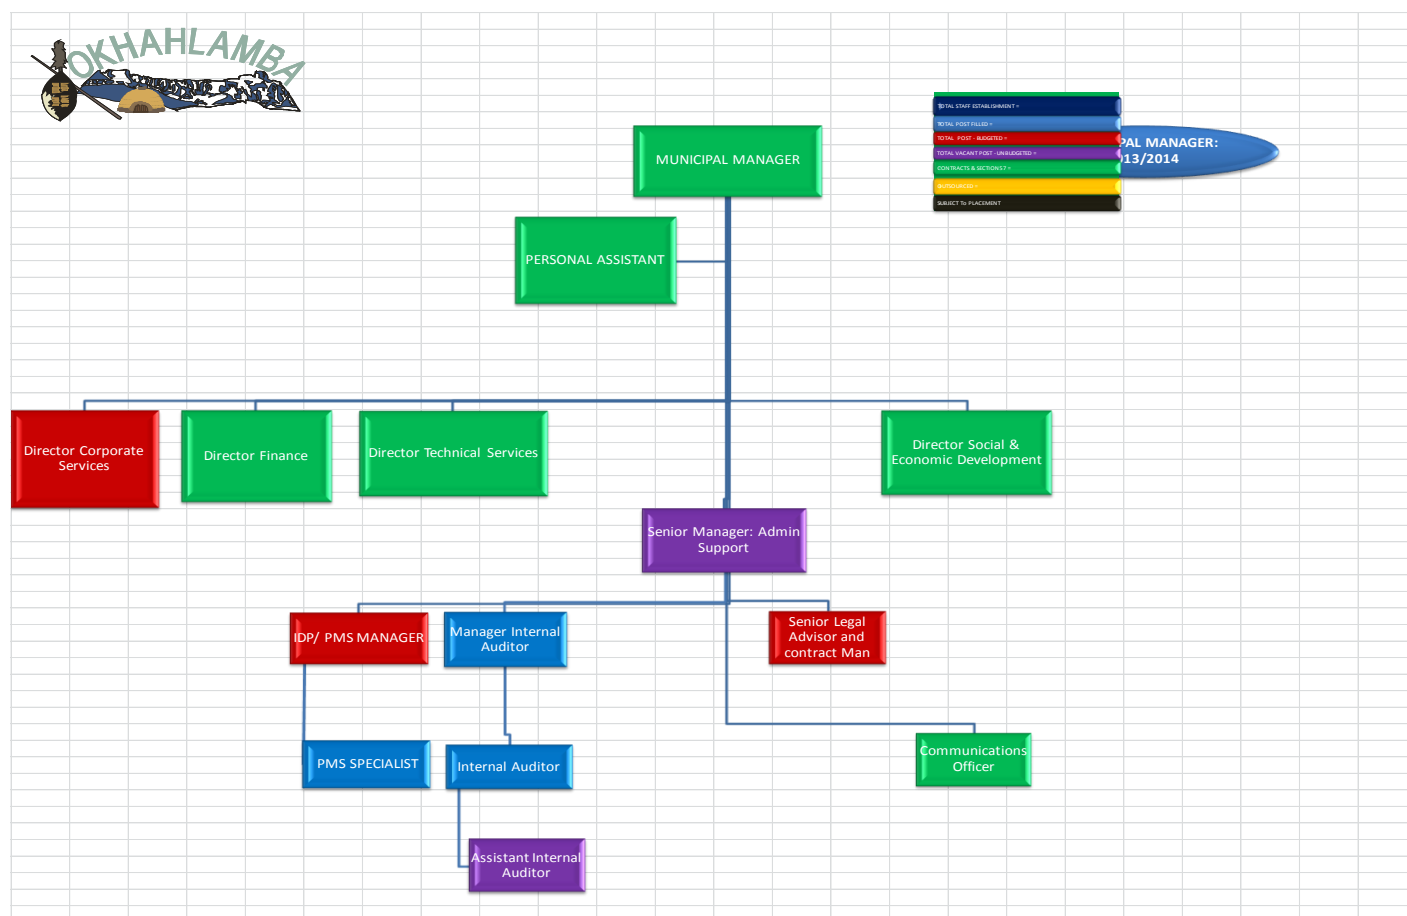 OKHAHLAMBA
TOTAL STAFF ESTABLISHMENT =
TOTAL POST FILLED =
TOTAL POST - BUDGETED =
TOTAL VACANT POST - UNBUDGETED =
CONTRACTS & SECTIONS 7 =
OUTSOURCED =
SUBJECT To PLACEMENT
PAL MANAGER:
013/2014
MUNICIPAL MANAGER
PERSONAL ASSISTANT
Director Corporate
Services
Director Finance
Director Technical Services
Director Social &
Economic Development
Senior Manager: Admin
Support
IDP/ PMS MANAGER
Manager Internal
Auditor
Senior Legal
Advisor and
contract Man
PMS SPECIALIST
Internal Auditor
Communications
Officer
Assistant Internal
Auditor